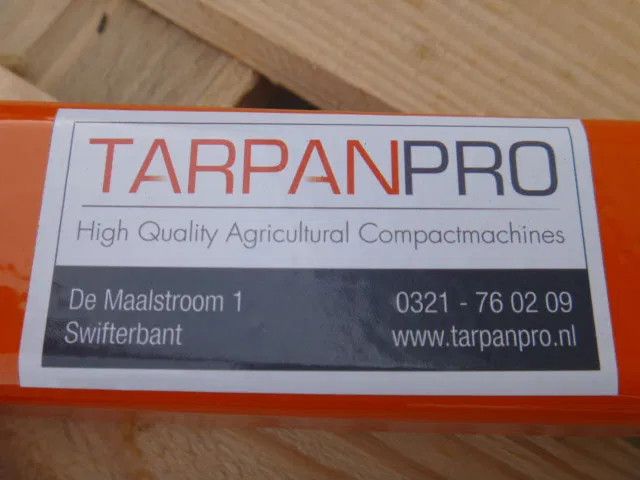 TARPANPRO
High Quality Agricultural Compactmachines
De Maalstroom 1 0321 - 76 02 09
Swifterbant www.tarpanpro.nl